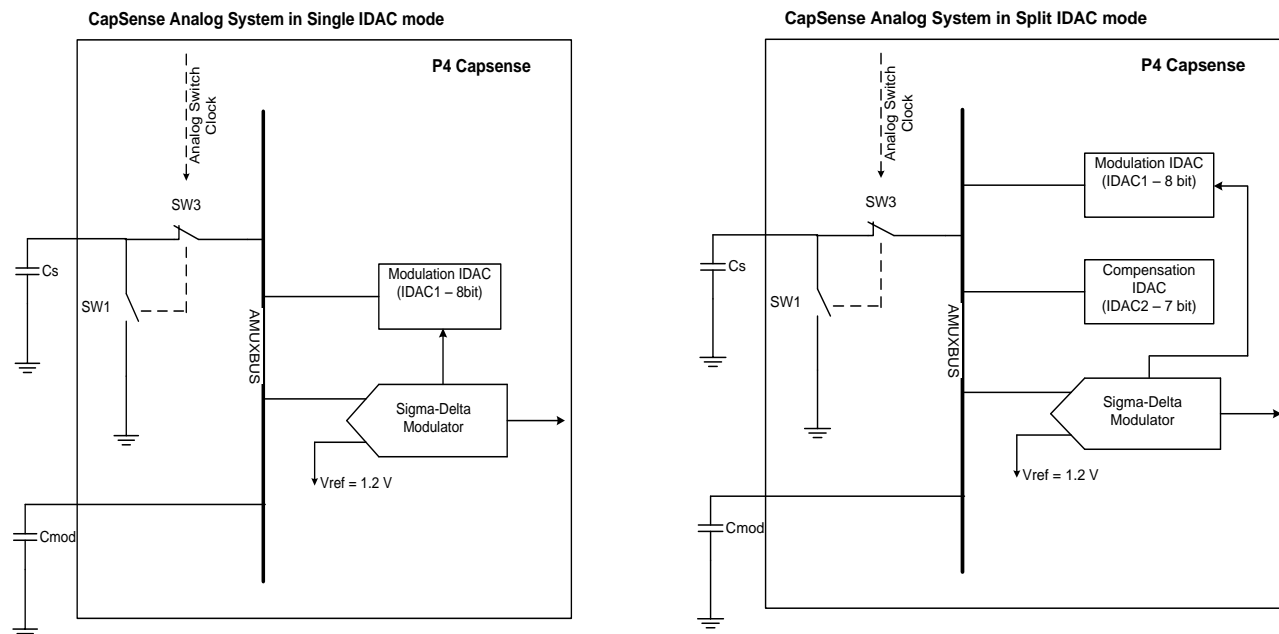 CapSense Analog System in Single IDAC mode
P4 Capsense
Analog Switch
Clock
SW3
Cs
SW1
Modulation IDAC
(IDAC1 – 8bit)
AMUXBUS
Sigma-Delta
Modulator
Vref = 1.2 V
Cmod
CapSense Analog System in Split IDAC mode
P4 Capsense
Analog Switch
Clock
SW3
Modulation IDAC
(IDAC1 – 8 bit)
Cs
SW1
Compensation
IDAC
(IDAC2 – 7 bit)
AMUXBUS
Sigma-Delta
Modulator
Vref = 1.2 V
Cmod